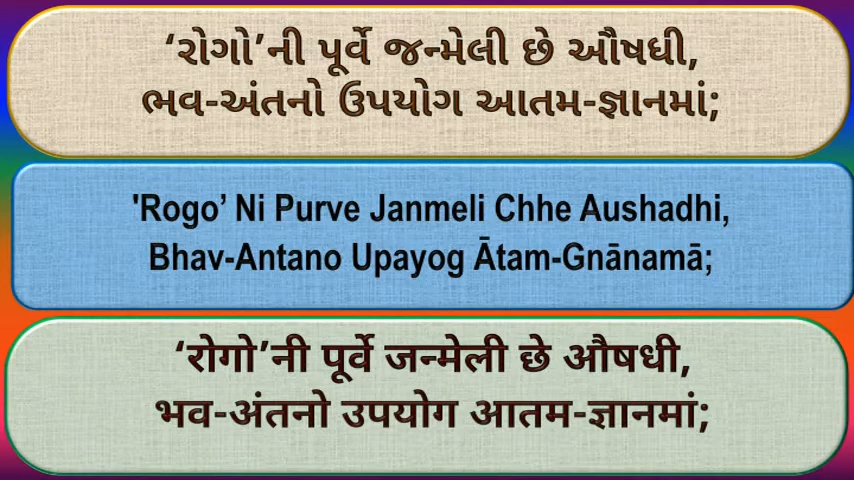 ‘રોગો’ની પૂર્વે જન્મેલી છે ઔષધી,
ભવ-અંતનો ઉપયોગ આતમ-જ્ઞાનમાં;
'Rogo’ Ni Purve Janmeli Chhe Aushadhi,
Bhav-Antano Upayog Ātam-Gnānamā;
‘रोगो’नी पूर्वे जन्मेली छे औषधी,
भव-अंतनो उपयोग आतम-ज्ञानमां;